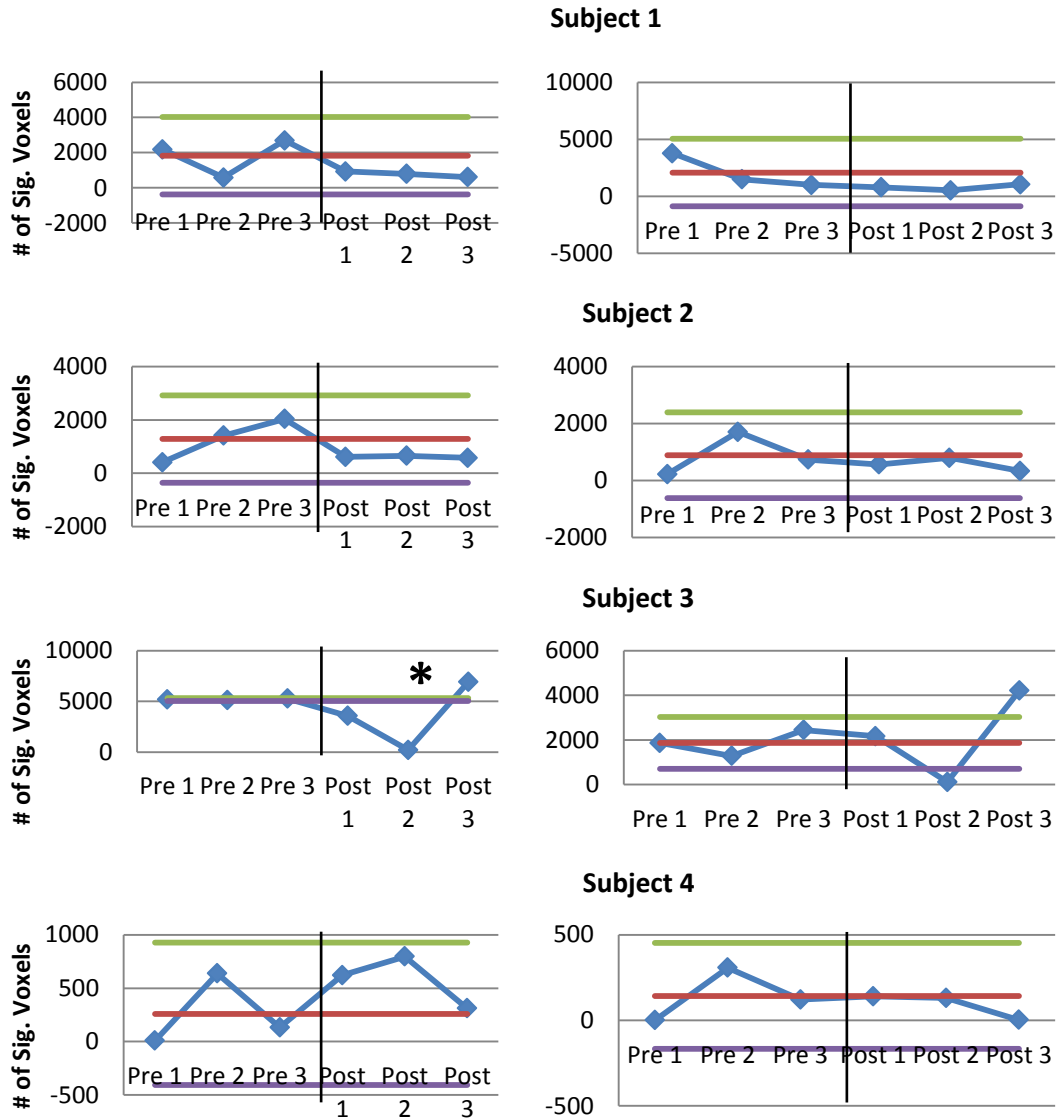 Subject 1
# of Sig. Voxels
6000
4000
2000
0
-2000
Pre 1 Pre 2 Pre 3 Post Post Post
1 2 3
10000
5000
0
-5000
Pre 1 Pre 2 Pre 3 Post 1 Post 2 Post 3
Subject 2
# of Sig. Voxels
4000
2000
0
-2000
Pre 1 Pre 2 Pre 3 Post Post Post
1 2 3
4000
2000
0
-2000
Pre 1 Pre 2 Pre 3 Post 1 Post 2 Post 3
Subject 3
# of Sig. Voxels
10000
5000
0
*
Pre 1 Pre 2 Pre 3 Post Post Post
1 2 3
6000
4000
2000
0
Pre 1 Pre 2 Pre 3 Post 1 Post 2 Post 3
Subject 4
# of Sig. Voxels
1000
500
0
-500
Pre 1 Pre 2 Pre 3 Post Post Post
1 2 3
500
0
-500
Pre 1 Pre 2 Pre 3 Post 1 Post 2 Post 3